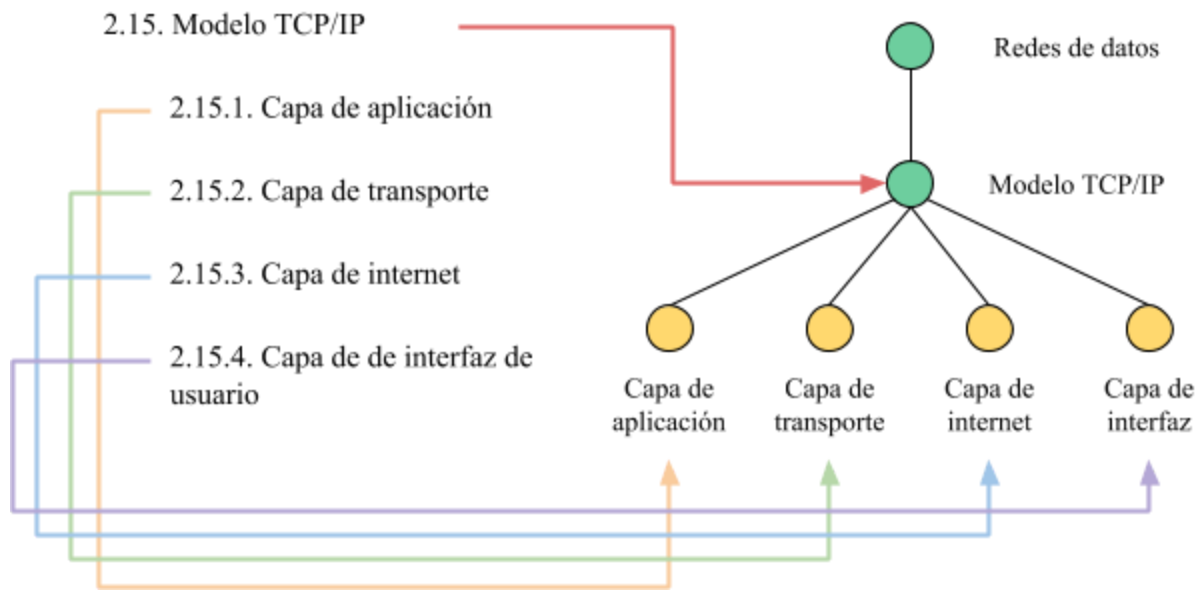 2.15. Modelo TCP/IP
2.15.1. Capa de aplicación
2.15.2. Capa de transporte
2.15.3. Capa de internet
2.15.4. Capa de de interfaz de
usuario
Redes de datos
Modelo TCP/IP
Capa de
aplicación
Capa de
transporte
Capa de
internet
Capa de
interfaz